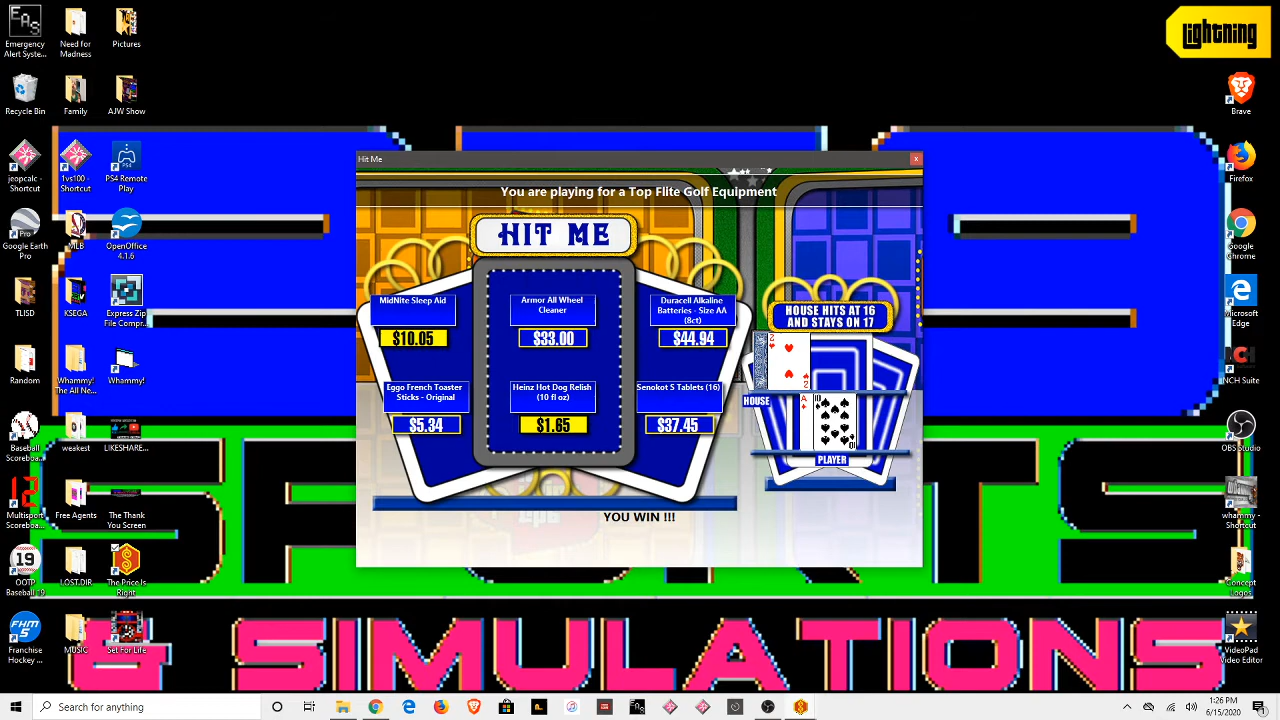 Lightning
Emergency
Alert Syste...
Need for
Madness
Pictures
Recycle Bin
Family
AJW Show
Brave
jeopcalc -
Shortcut
1vs100 -
Shortcut
PS4 Remote
Play
Firefox
Google Earth
Pro
MLB
OpenOffice
4.1.6
Google
Chrome
TLISD
KSEGA
Express Zip
File Compr...
Microsoft
Edge
Random
Whammy!
The All Ne...
Whammy!
NCH Suite
Baseball
Scoreboa...
weakest
LIKESHARE...
OBS Studio
Multisport
Scoreboa...
Free Agents
The Thank
You Screen
whammy -
Shortcut
OOTP
Baseball 19
LOST.DIR
The Price Is
Right
Concept
Logos
Franchise
Hockey ...
MUSIC
Set For Life
VideoPad
Video Editor
Hit Me
You are playing for a Top Flite Golf Equipment
HIT ME
MidNite Sleep Aid
$10.05
Armor All Wheel
Cleaner
$33.00
Duracell Alkaline
Batteries - Size AA
(8ct)
$44.94
Eggo French Toaster
Sticks - Original
$5.34
Heinz Hot Dog Relish
(10 fl oz)
$1.65
Senokot S Tablets (16)
$37.45
HOUSE HITS AT 16
AND STAYS ON 17
2
2
HOUSE
A
10
10
PLAYER
YOU WIN !!!
SPORTS
& SIMULATIONS
Search for anything
1:26 PM
6/15/2020